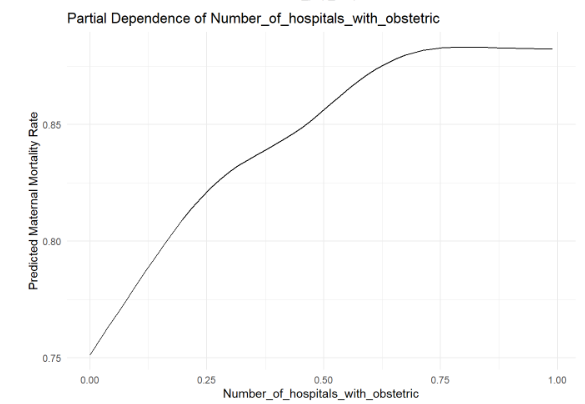 Partial Dependence of Number_of_hospitals_with_obstetric
Predicted Maternal Mortality Rate
0.85
0.80
0.75
0.00 0.25 0.50 0.75 1.00
Number_of_hospitals_with_obstetric